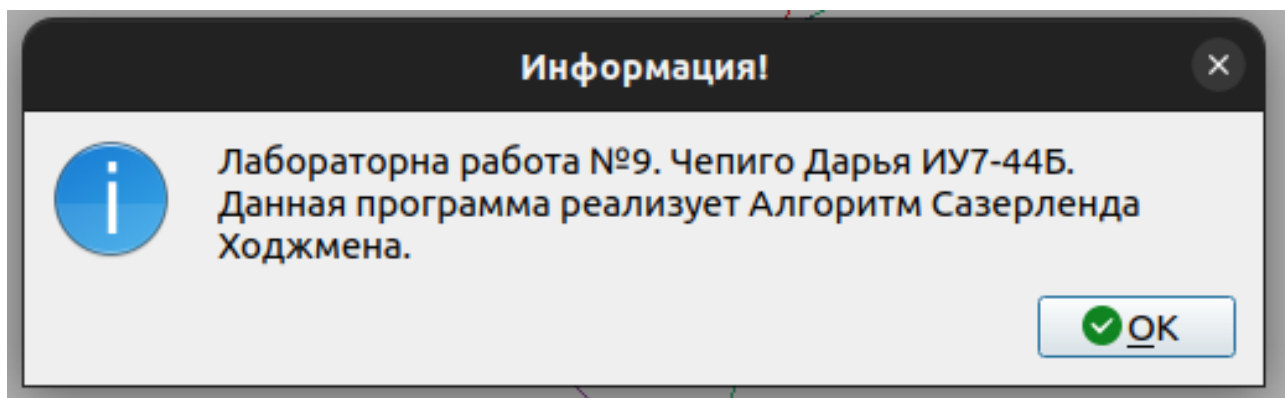 Информация!
Лабораторна работа №9. Чепиго Дарья ИУ7-44Б.
Данная программа реализует Алгоритм Сазерленда
Ходжмена.
OK